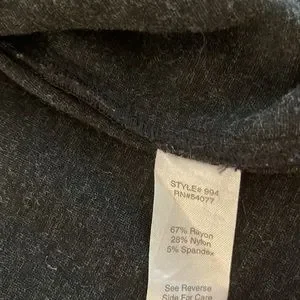 STYLE# 994
RN#54077
67% Rayon
28% Nylon
5% Spandex
See Reverse
Side For Care